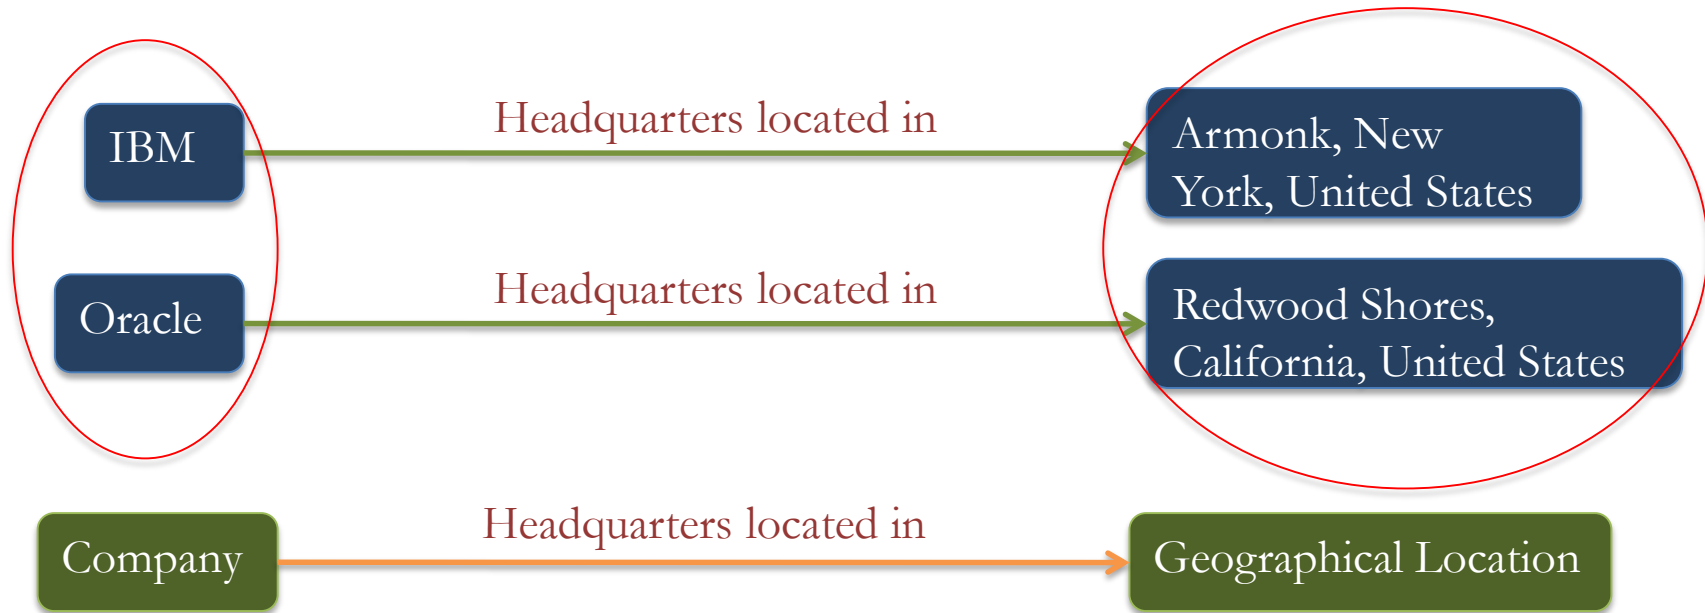 IBM
Headquarters located in
Armonk, New
York, United States
Oracle
Headquarters located in
Redwood Shores,
California, United States
Company
Headquarters located in
Geographical Location